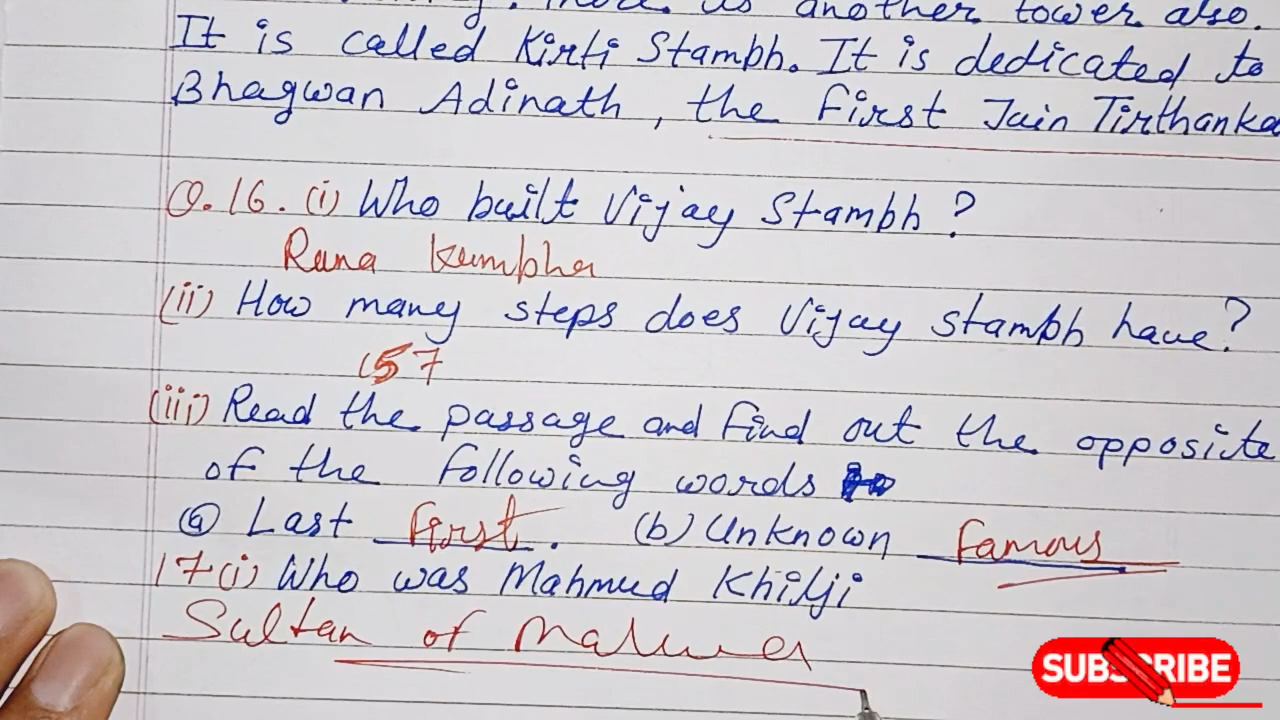 another tower also.
It is called Kirti Stambh. It is dedicated to
Bhagwan Adinath, the first Jain Tirthanka
Q.16. (i) Who built Vijay Stambh?
Rana Kumbha
(ii) How many steps does Vijay Stambh have?
157
(iii) Read the passage and find out the opposite
of the following words
(a) Last first. (b) Unknown famous
17(i) Who was Mahmud Khilji
Sultan of Malwa
SUBSCRIBE